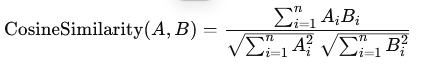 CosineSimilarity(A, B) = \frac{\sum_{i=1}^{n} A_i B_i}{\sqrt{\sum_{i=1}^{n} A_i^2} \sqrt{\sum_{i=1}^{n} B_i^2}}